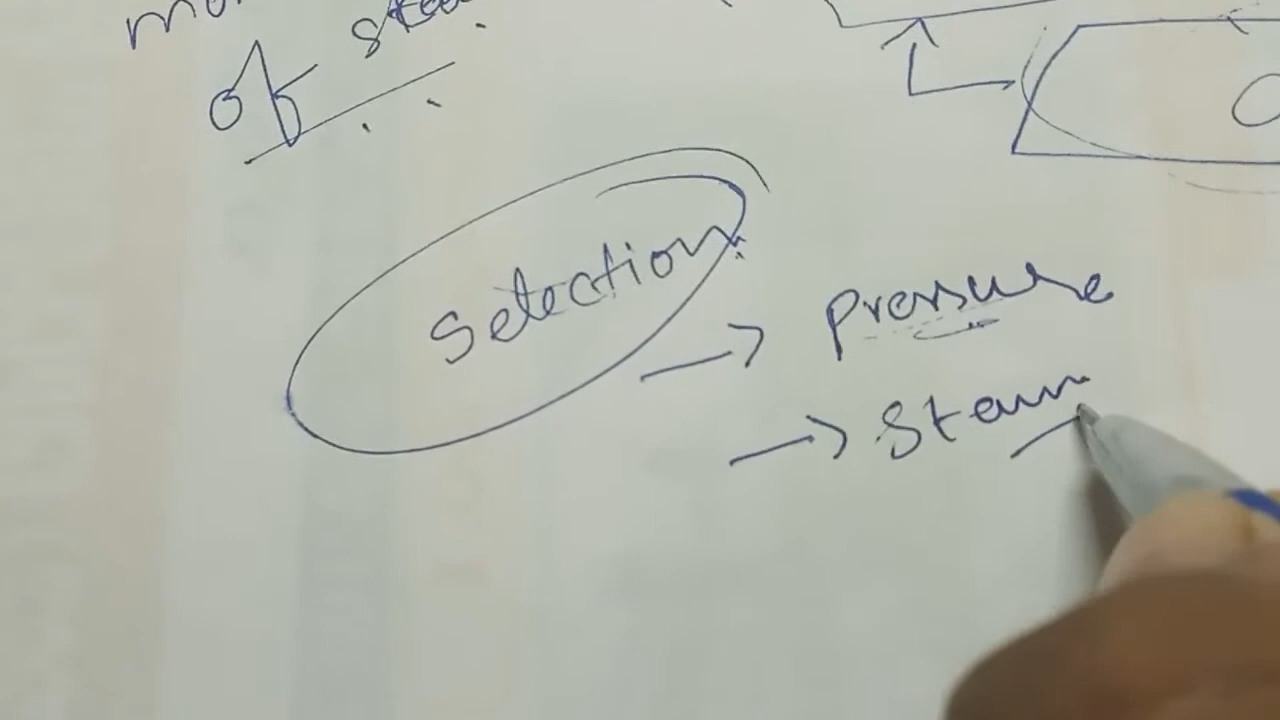 of
Selection
→ Pressure
→ Steam